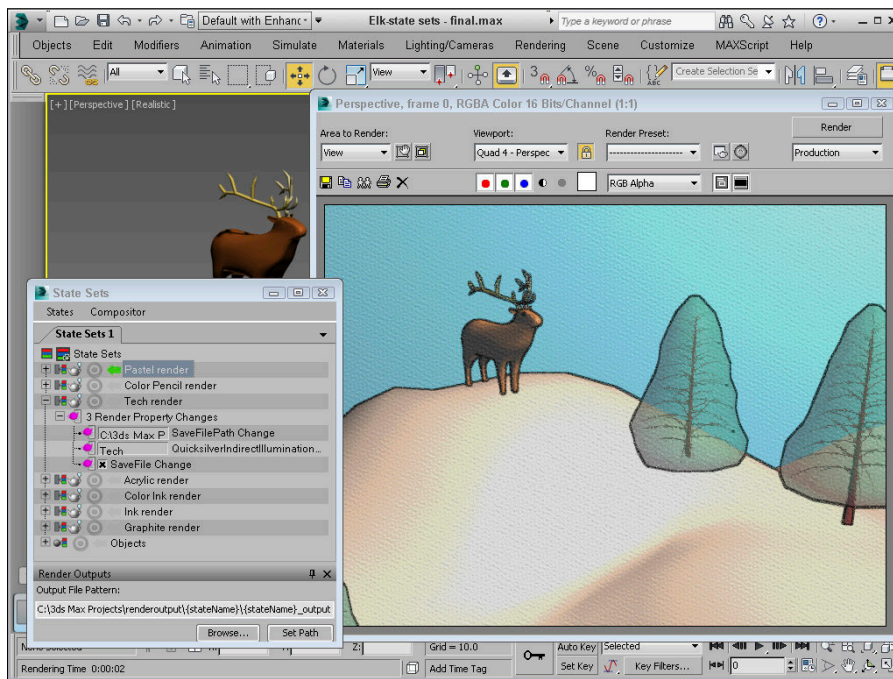 Default with Enhanc
Elk-state sets - final.max
Type a keyword or phrase
Objects Edit Modifiers Animation Simulate Materials Lighting/Cameras Rendering Scene Customize MAXScript Help
All
View
3
%
ABC
Create Selection Se
[+] [Perspective] [Realistic]
Perspective, frame 0, RGBA Color 16 Bits/Channel (1:1)
Area to Render:
Viewport:
Render Preset:
Render
View
Quad 4 - Perspec
Production
RGB Alpha
State Sets
States Compositor
State Sets 1
State Sets
Pastel render
Color Pencil render
Tech render
3 Render Property Changes
C:\3ds Max P SaveFilePath Change
Tech QuicksilverIndirectIllumination...
SaveFile Change
Acrylic render
Color Ink render
Ink render
Graphite render
Objects
Render Outputs
Output File Pattern:
C:\3ds Max Projects\renderoutput\{stateName}\{stateName}_output
Browse... Set Path
Z:
Grid = 10.0
Auto Key
Selected
Rendering Time 0:00:02
Add Time Tag
Set Key
Key Filters...
0